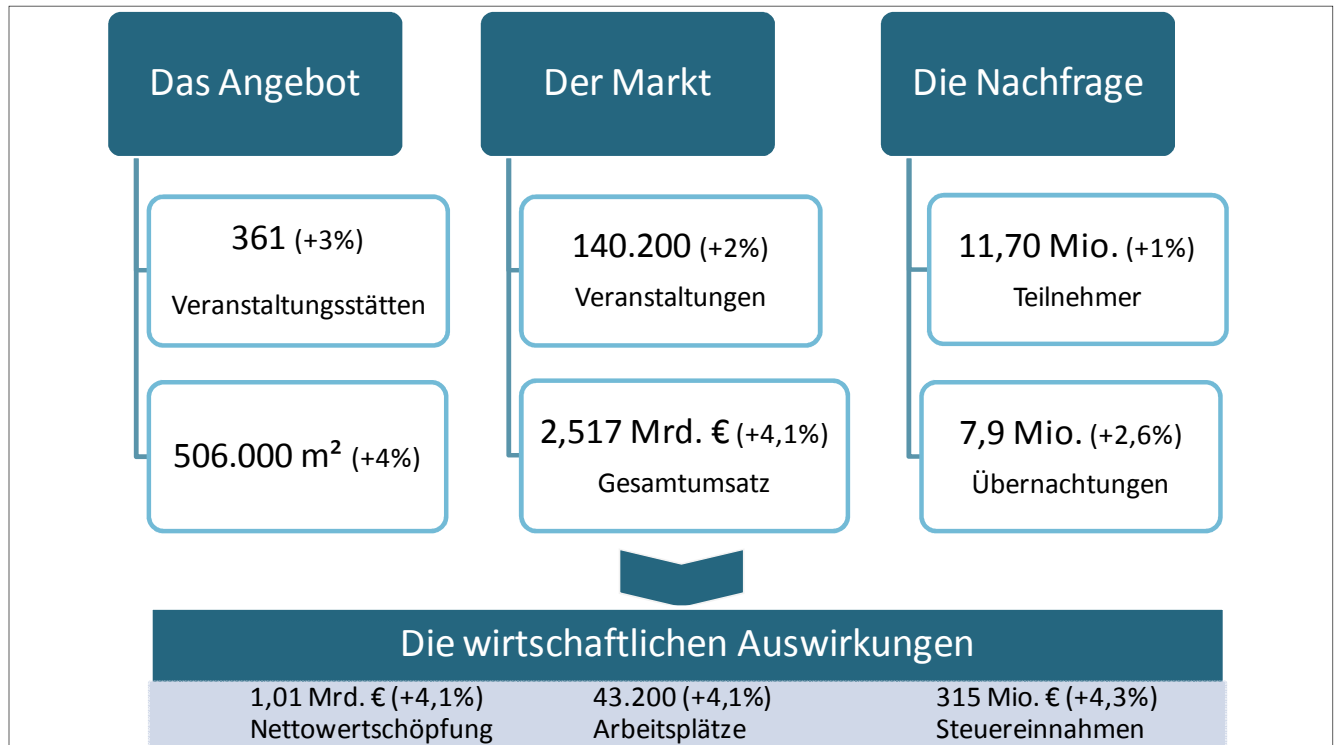 Das Angebot
361 (+3%)
Veranstaltungsstätten
506.000 m² (+4%)
Der Markt
140.200 (+2%)
Veranstaltungen
2,517 Mrd. € (+4,1%)
Gesamtumsatz
Die Nachfrage
11,70 Mio. (+1%)
Teilnehmer
7,9 Mio. (+2,6%)
Übernachtungen
Die wirtschaftlichen Auswirkungen
1,01 Mrd. € (+4,1%)
Nettowertschöpfung
43.200 (+4,1%)
Arbeitsplätze
315 Mio. € (+4,3%)
Steuereinnahmen